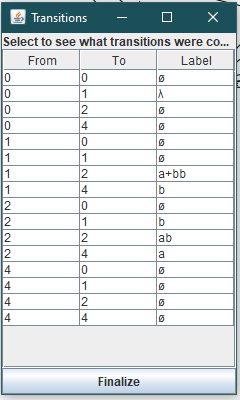 Transitions
Select to see what transitions were co...
From To Label
0 0 ø
0 1 λ
0 2 ø
0 4 ø
1 0 ø
1 1 ø
1 2 a+bb
1 4 b
2 0 ø
2 1 b
2 2 ab
2 4 a
4 0 ø
4 1 ø
4 2 ø
4 4 ø
Finalize